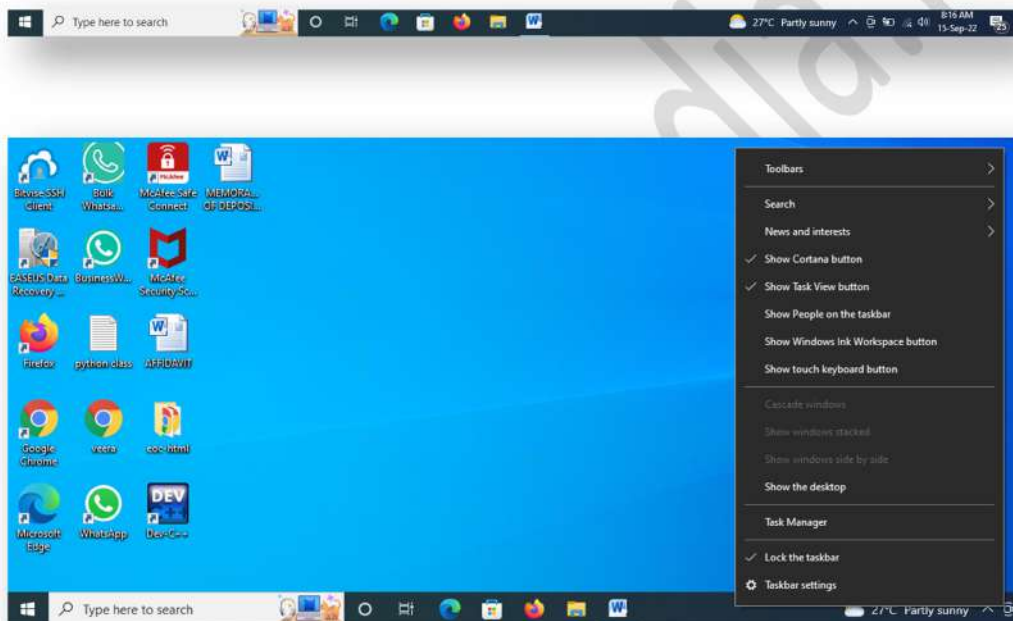 Type here to search
27°C Partly sunny
8:16 AM
15-Sep-22
25
Bitvise SSH
Client
Bulk
Whatsa...
McAfee
McAfee Safe
Connect
MEMORA...
OF DEPOSI...
EASEUS Data
Recovery ...
BusinessW...
McAfee
Security Sc...
Firefox
python class
AFFIDAVIT
Google
Chrome
veera
eoc-html
Microsoft
Edge
WhatsApp
DEV
Dev-C++
Toolbars
Search
News and interests
Show Cortana button
Show Task View button
Show People on the taskbar
Show Windows Ink Workspace button
Show touch keyboard button
Cascade windows
Show windows stacked
Show windows side by side
Show the desktop
Task Manager
Lock the taskbar
Taskbar settings
Type here to search
27°C Partly sunny